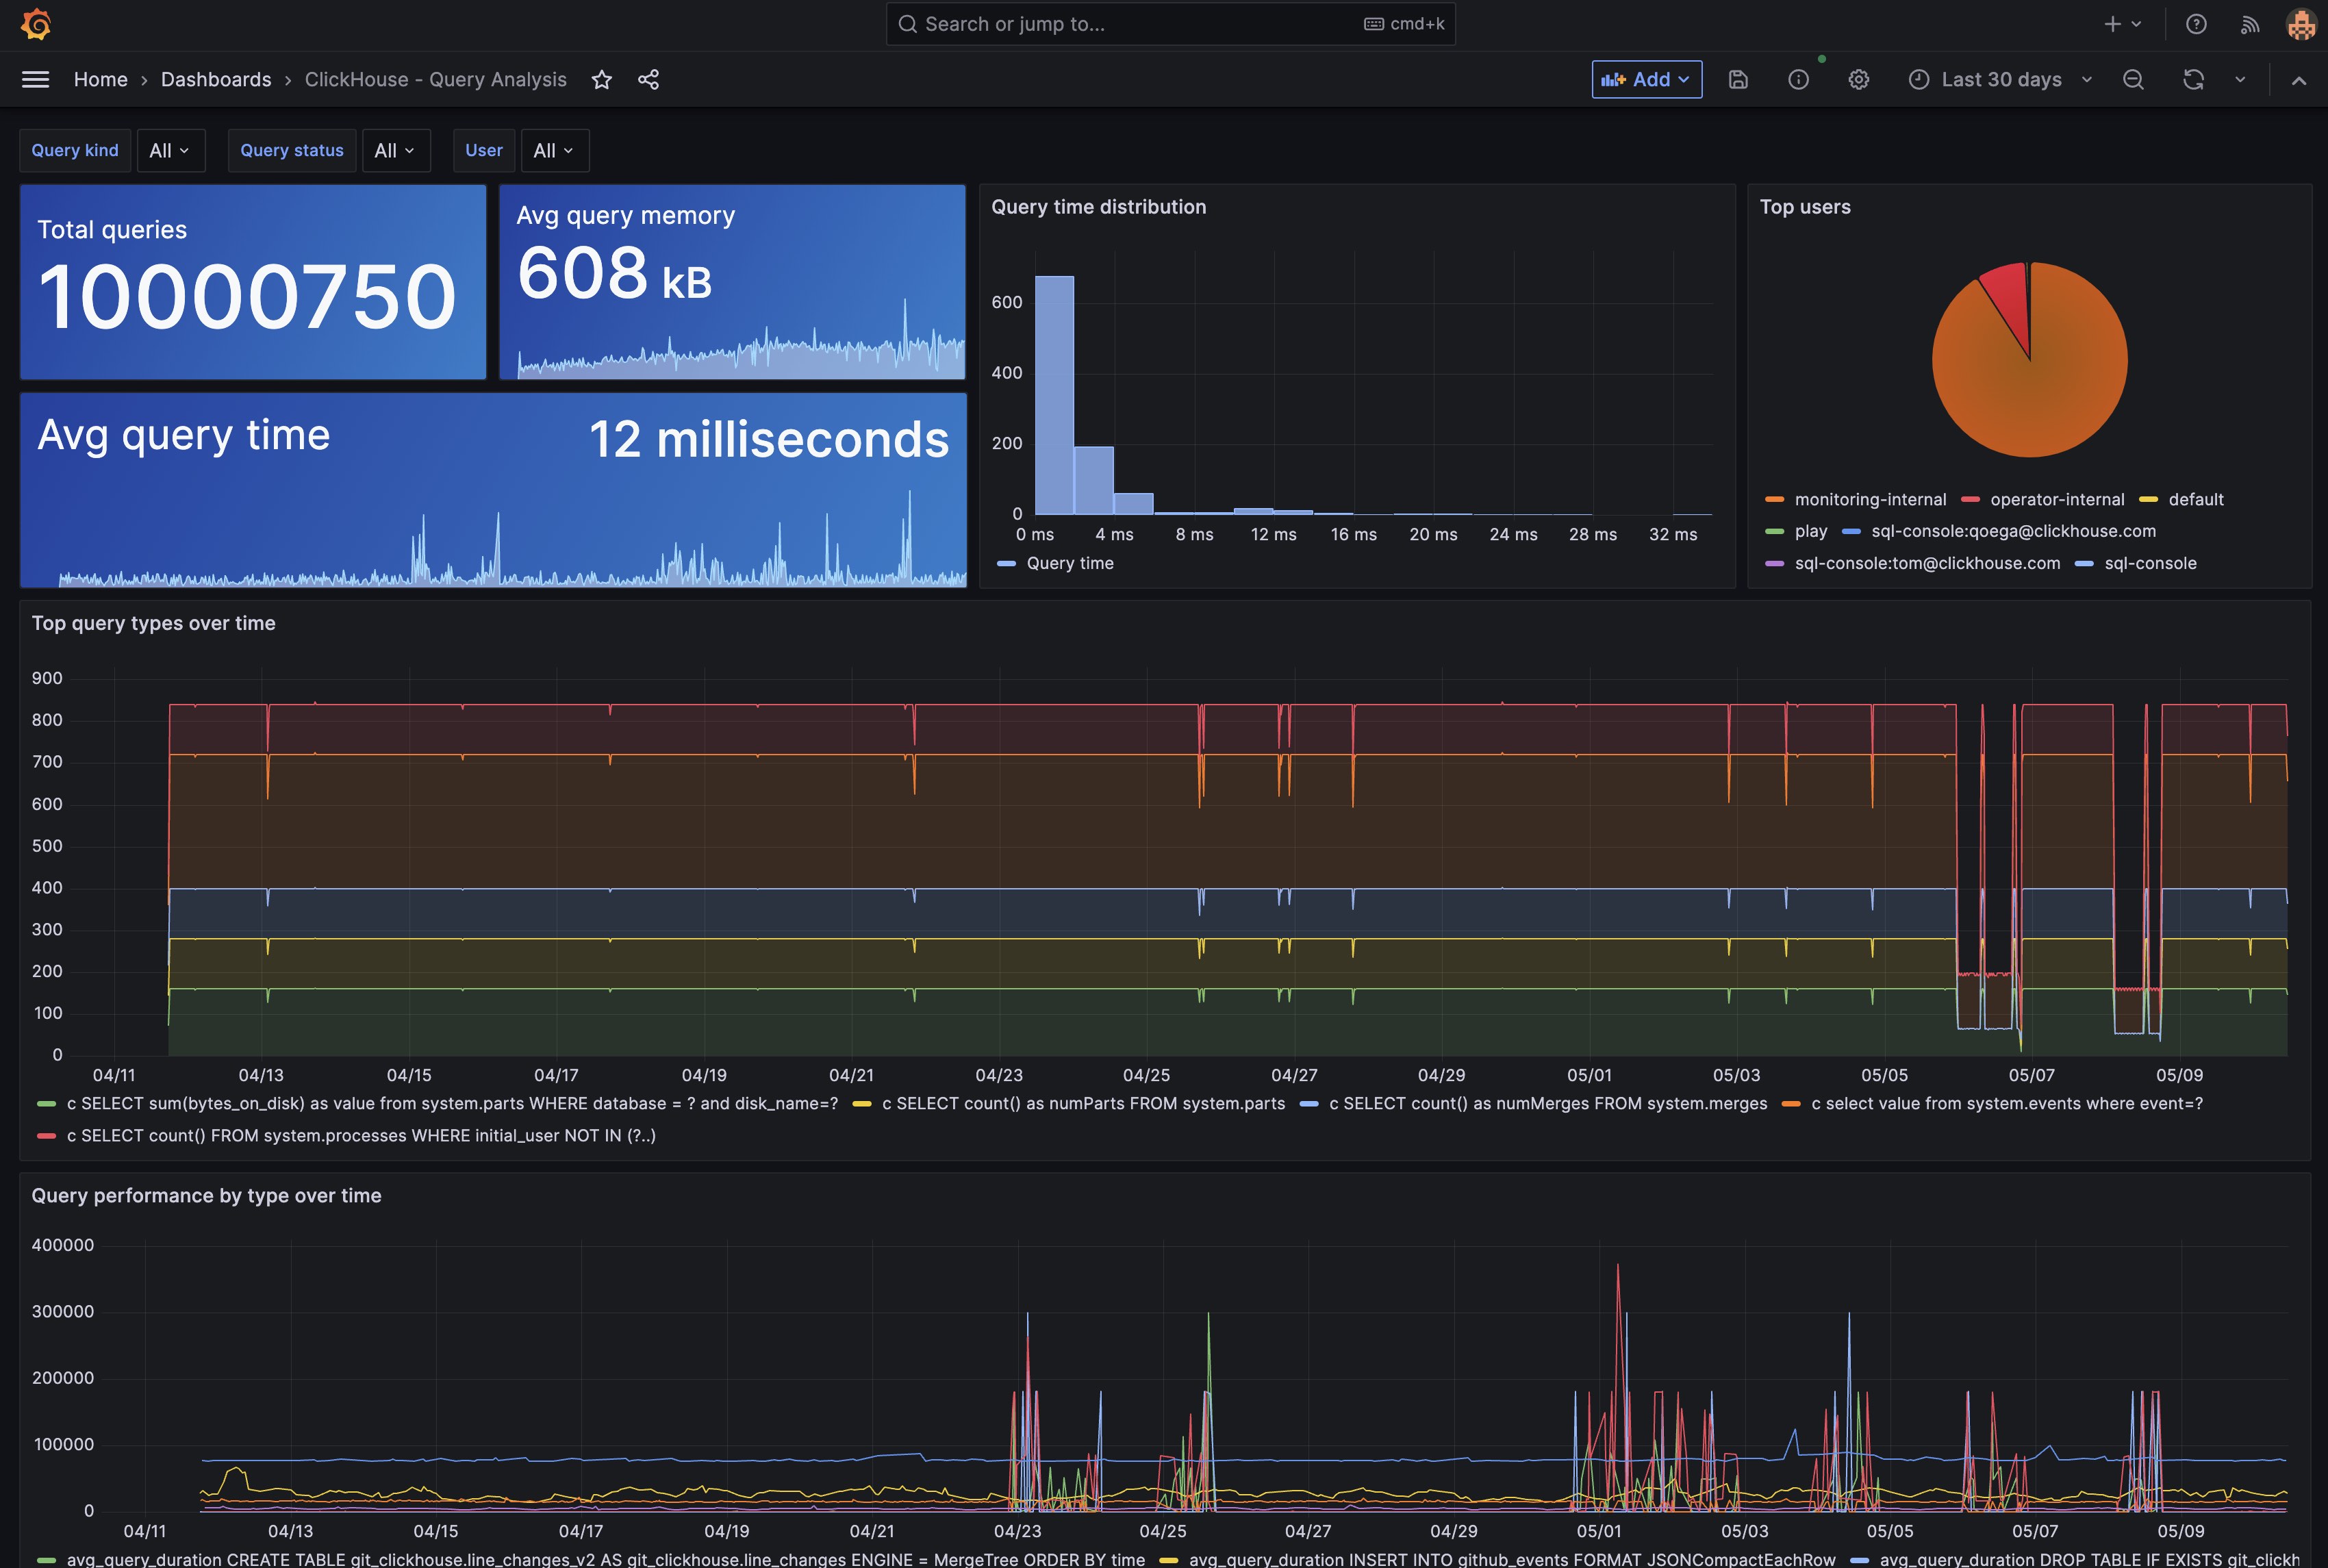 Search or jump to... cmd+k
Home › Dashboards › ClickHouse - Query Analysis Add Last 30 days
Query kind All Query status All User All
Total queries
10000750
Avg query memory
608 kB
Avg query time 12 milliseconds
Query time distribution
600
400
200
0
0 ms 4 ms 8 ms 12 ms 16 ms 20 ms 24 ms 28 ms 32 ms
Query time
Top users
monitoring-internal operator-internal default
play sql-console:qoega@clickhouse.com
sql-console:tom@clickhouse.com sql-console
Top query types over time
900
800
700
600
500
400
300
200
100
0
04/11 04/13 04/15 04/17 04/19 04/21 04/23 04/25 04/27 04/29 05/01 05/03 05/05 05/07 05/09
c SELECT sum(bytes_on_disk) as value from system.parts WHERE database = ? and disk_name=? c SELECT count() as numParts FROM system.parts c SELECT count() as numMerges FROM system.merges c select value from system.events where event=?
c SELECT count() FROM system.processes WHERE initial_user NOT IN (?..)
Query performance by type over time
400000
300000
200000
100000
0
04/11 04/13 04/15 04/17 04/19 04/21 04/23 04/25 04/27 04/29 05/01 05/03 05/05 05/07 05/09
avg_query_duration CREATE TABLE git_clickhouse.line_changes_v2 AS git_clickhouse.line_changes ENGINE = MergeTree ORDER BY time avg_query_duration INSERT INTO github_events FORMAT JSONCompactEachRow avg_query_duration DROP TABLE IF EXISTS git_click